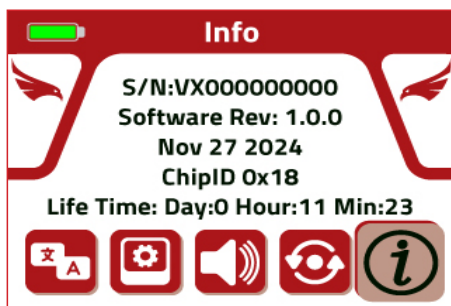 Info
S/N:VX000000000
Software Rev: 1.0.0
Nov 27 2024
ChipID 0x18
Life Time: Day:0 Hour:11 Min:23
文 A
i